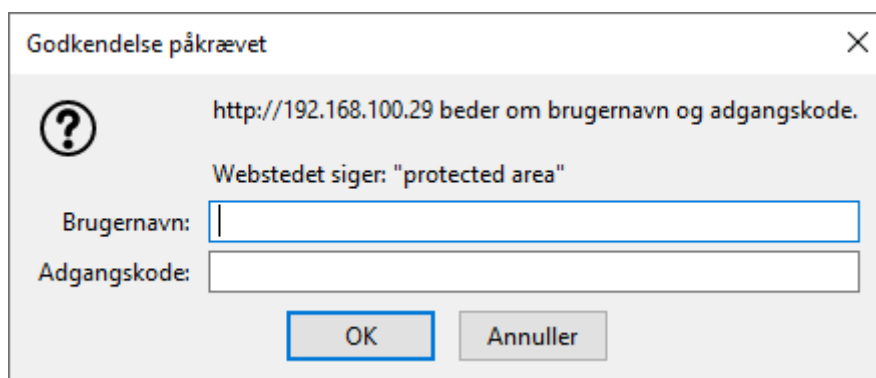 Godkendelse påkrævet
http://192.168.100.29 beder om brugernavn og adgangskode.
Webstedet siger: "protected area"
Brugernavn:
Adgangskode:
OK Annuller